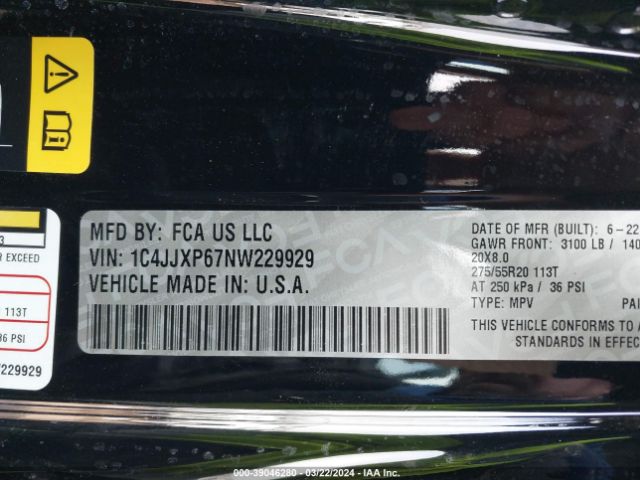 3
R EXCEED
113T
36 PSI
229929
MFD BY: FCA US LLC
VIN: 1C4JJXP67NW229929
VEHICLE MADE IN: U.S.A.
DATE OF MFR (BUILT): 6-22
GAWR FRONT: 3100 LB / 140
20X8.0
275/55R20 113T
AT 250 kPa / 36 PSI
TYPE: MPV PAI
THIS VEHICLE CONFORMS TO A
STANDARDS IN EFFEC
000-39046280 - 03/22/2024 - IAA Inc.